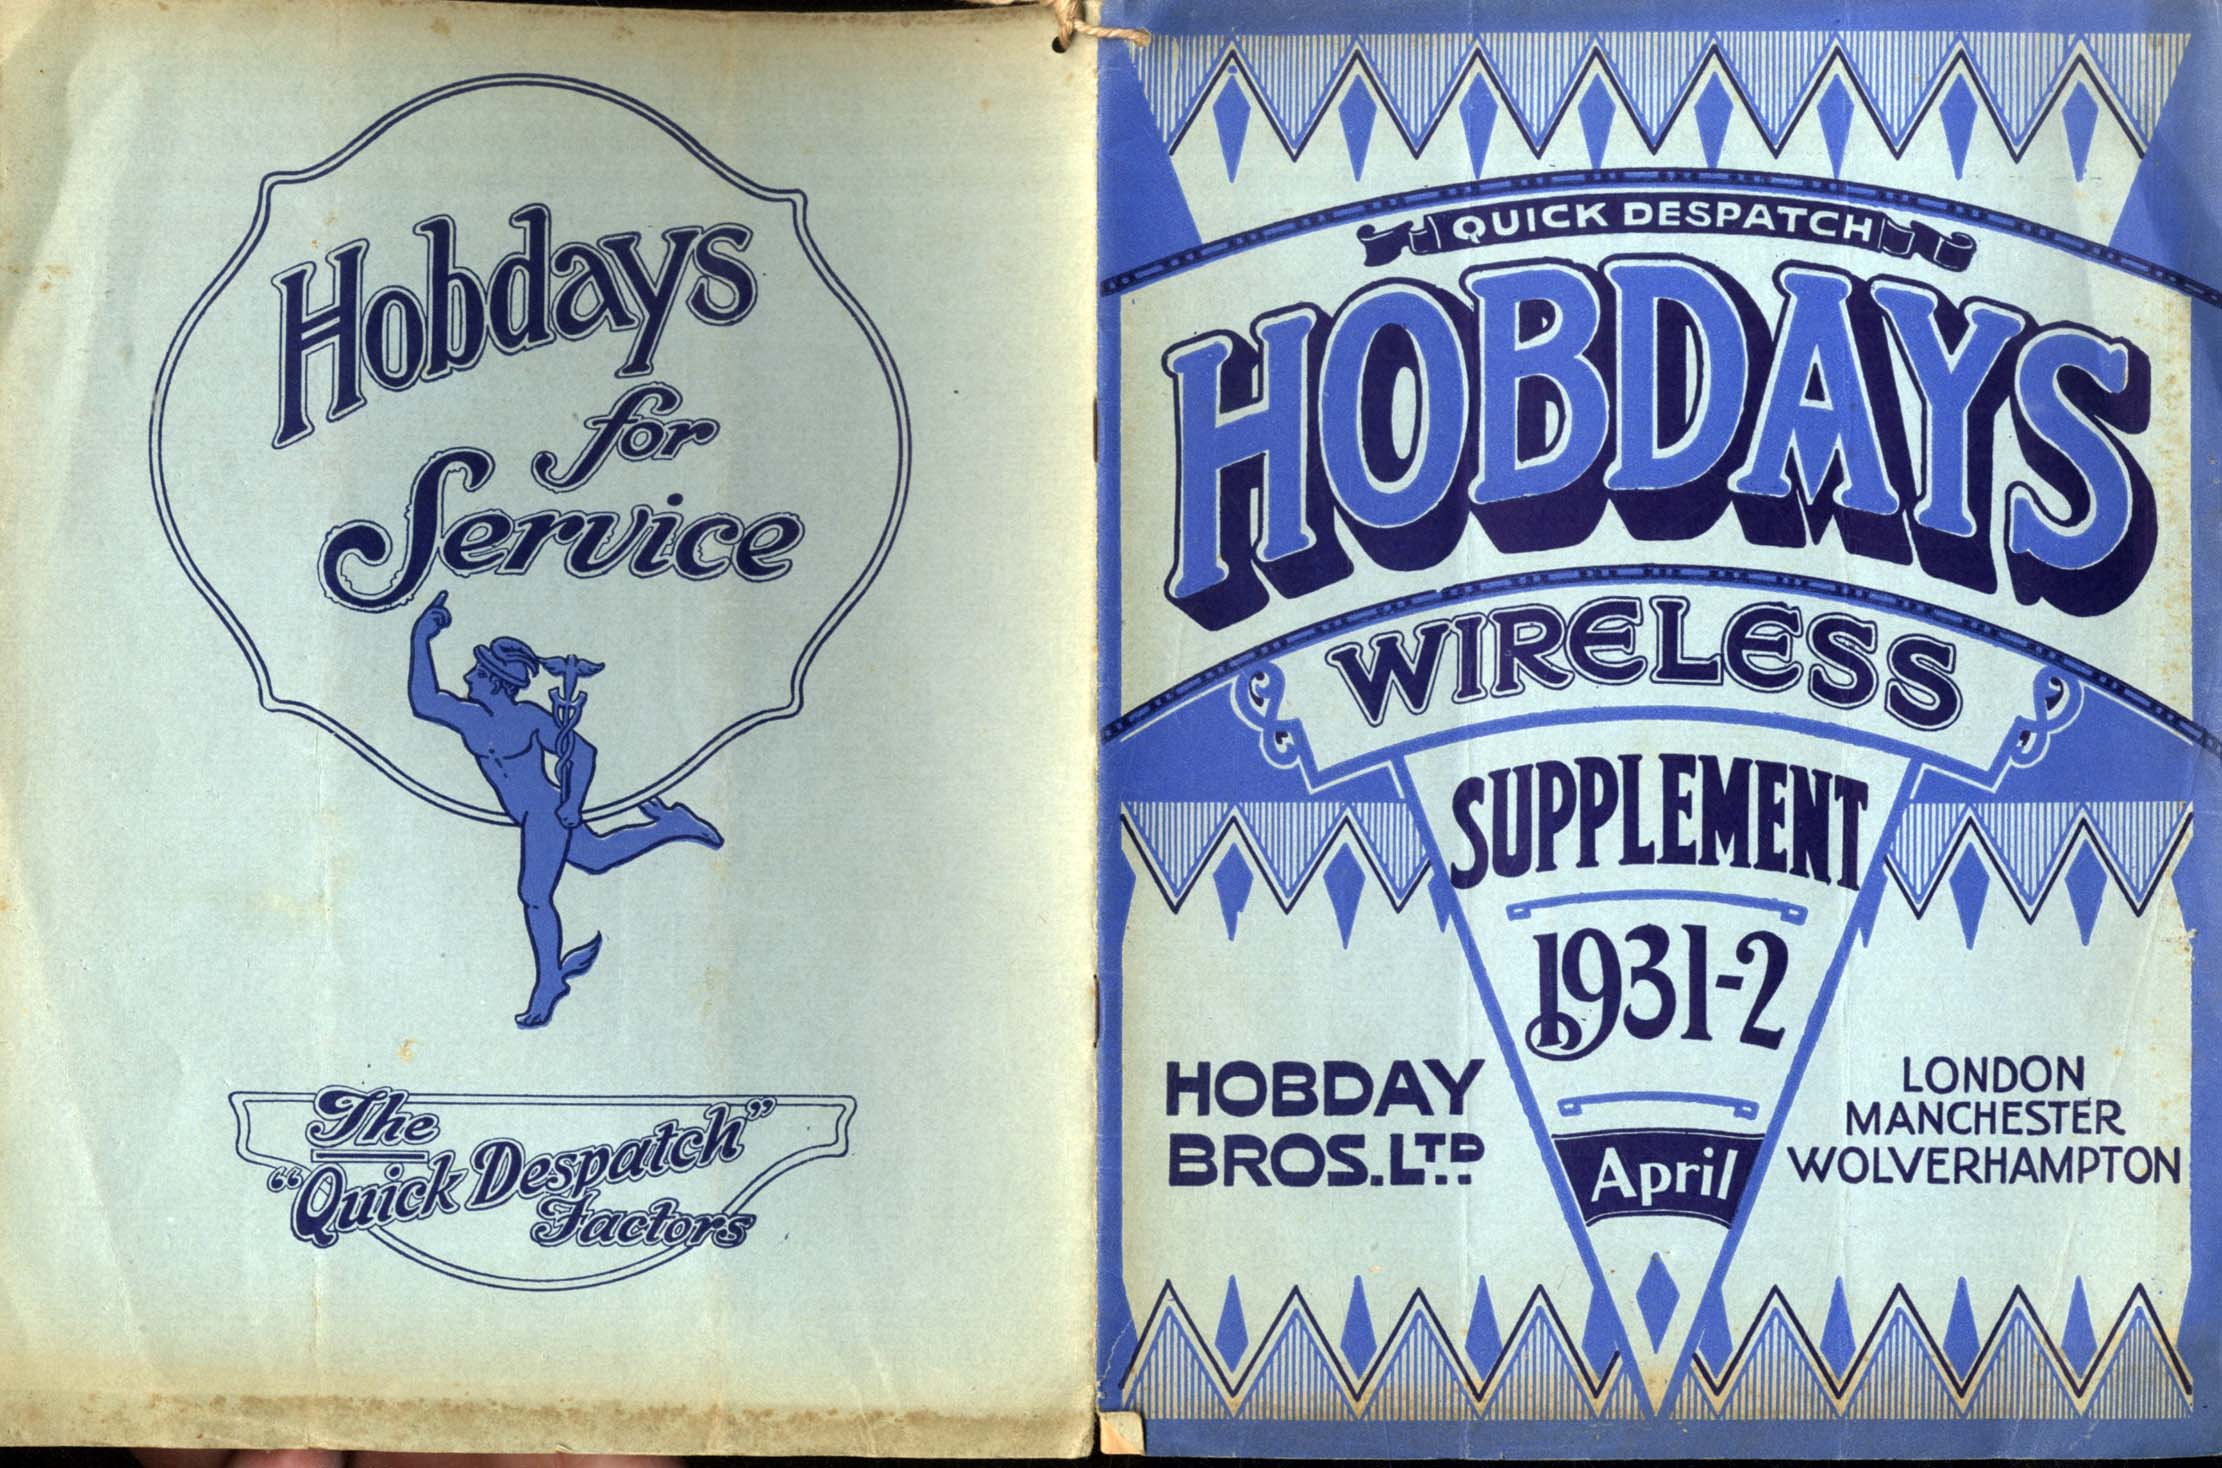 Hobdays
for
Service
The
"Quick Despatch"
Factors
QUICK DESPATCH
HOBDAYS
WIRELESS
SUPPLEMENT
1931-2
HOBDAY
BROS. LTD.
April
LONDON
MANCHESTER
WOLVERHAMPTON